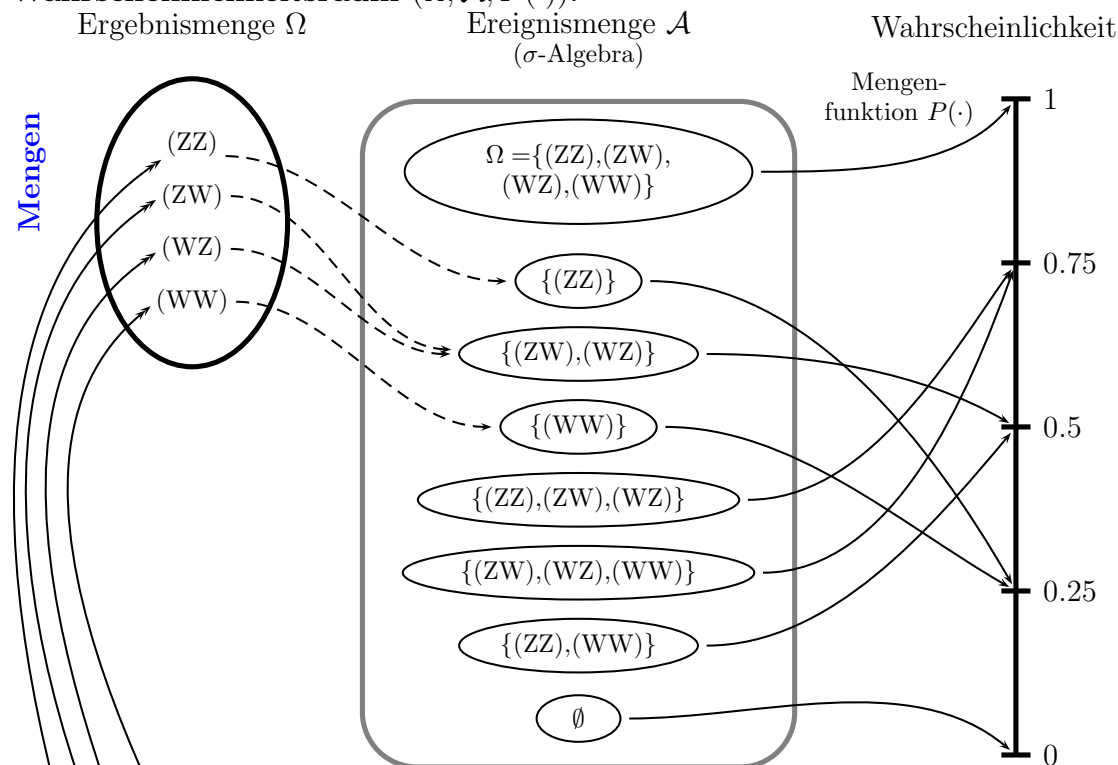 Wahrscheinlichkeitsraum (Ω, 𝒜, P(·)):
Ergebnismenge Ω
Ereignismenge 𝒜
(σ-Algebra)
Wahrscheinlichkeit
Mengen
Mengen-
funktion P(·)
(ZZ)
(ZW)
(WZ)
(WW)
Ω ={(ZZ),(ZW),
(WZ),(WW)}
{(ZZ)}
{(ZW),(WZ)}
{(WW)}
{(ZZ),(ZW),(WZ)}
{(ZW),(WZ),(WW)}
{(ZZ),(WW)}
∅
1
0.75
0.5
0.25
0